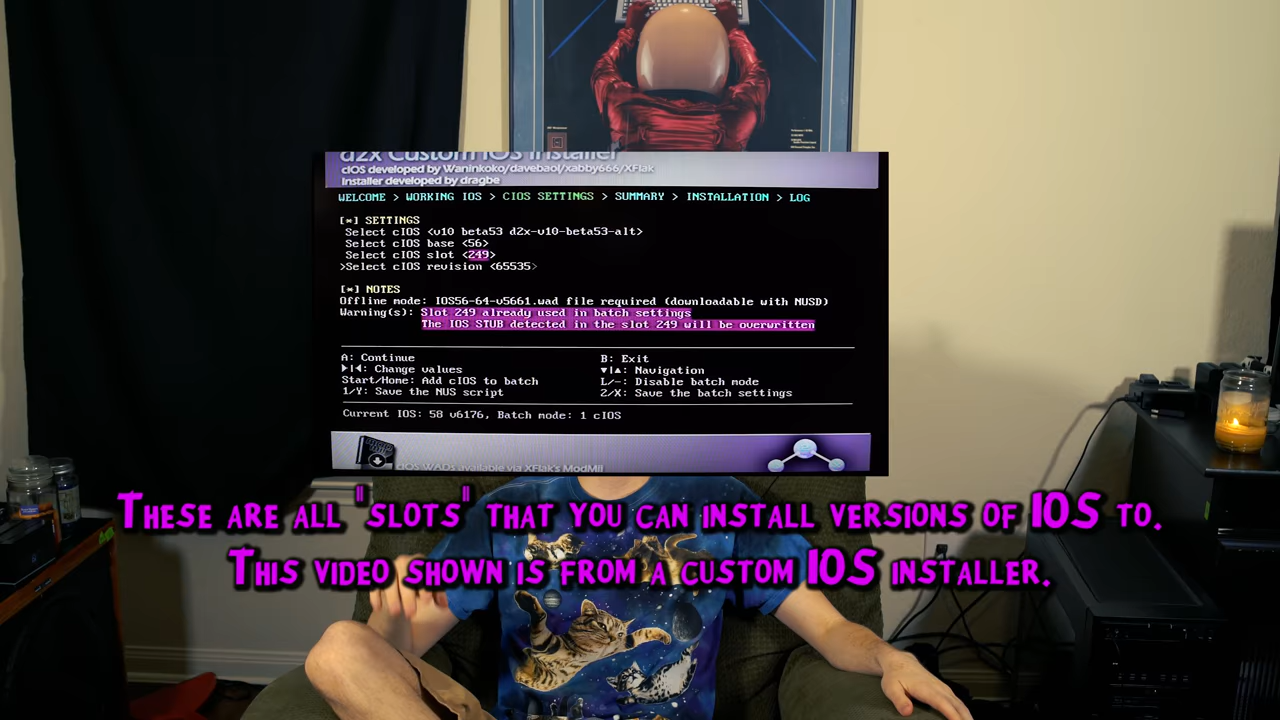 d2x Custom IOS Installer
cIOS developed by Waninkoko/davebaol/xabby666/XFlak
Installer developed by dragbe
WELCOME > WORKING IOS > CIOS SETTINGS > SUMMARY > INSTALLATION > LOG
[*] SETTINGS
Select cIOS <v10 beta53 d2x-v10-beta53-alt>
Select cIOS base <56>
Select cIOS slot <249>
>Select cIOS revision <65535>
[*] NOTES
Offline mode: IOS56-64-v5661.wad file required (downloadable with NUSD)
Warning(s): Slot 249 already used in batch settings
The IOS STUB detected in the slot 249 will be overwritten
A: Continue B: Exit
▶|◀: Change values ▼|▲: Navigation
Start/Home: Add cIOS to batch L/-: Disable batch mode
1/Y: Save the NUS script 2/X: Save the batch settings
Current IOS: 58 v6176, Batch mode: 1 cIOS
cIOS WADs available via XFlak's ModMii
These are all "slots" that you can install versions of IOS to.
This video shown is from a custom IOS installer.